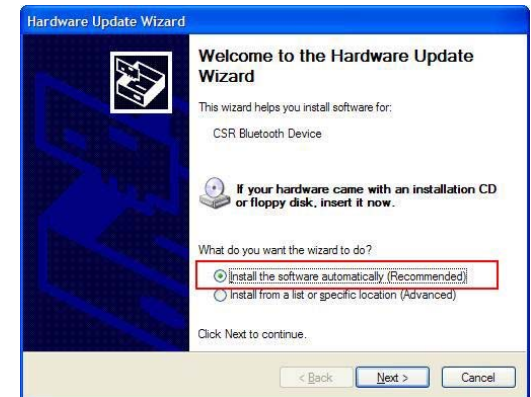 Hardware Update Wizard
Welcome to the Hardware Update
Wizard
This wizard helps you install software for:
CSR Bluetooth Device
If your hardware came with an installation CD
or floppy disk, insert it now.
What do you want the wizard to do?
Install the software automatically (Recommended)
Install from a list or specific location (Advanced)
Click Next to continue.
< Back
Next >
Cancel